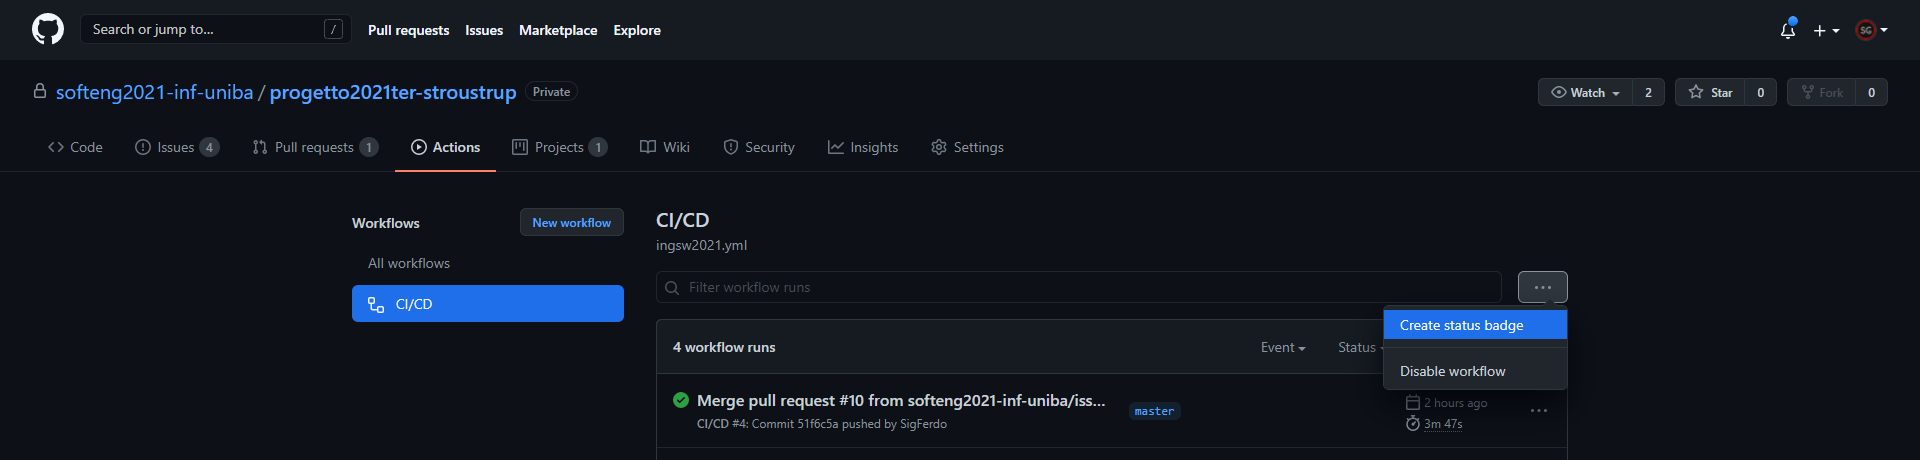 Search or jump to... /
Pull requests Issues Marketplace Explore
SG
softeng2021-inf-uniba / progetto2021ter-stroustrup Private
Watch 2 Star 0 Fork 0
Code Issues 4 Pull requests 1 Actions Projects 1 Wiki Security Insights Settings
Workflows New workflow
All workflows
CI/CD
CI/CD
ingsw2021.yml
Filter workflow runs
Create status badge
Disable workflow
4 workflow runs Event Status
Merge pull request #10 from softeng2021-inf-uniba/iss... master
CI/CD #4: Commit 51f6c5a pushed by SigFerdo
2 hours ago
3m 47s